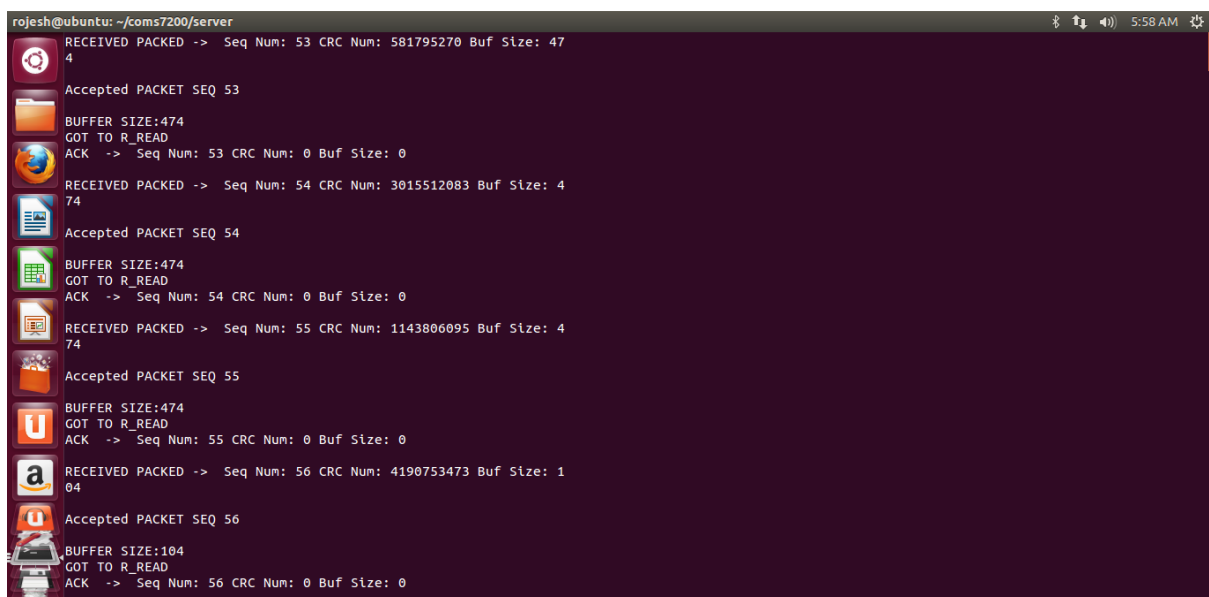 rojesh@ubuntu: ~/coms7200/server
5:58 AM
RECEIVED PACKED ->  Seq Num: 53 CRC Num: 581795270 Buf Size: 47
4
Accepted PACKET SEQ 53
BUFFER SIZE:474
GOT TO R_READ
ACK  ->  Seq Num: 53 CRC Num: 0 Buf Size: 0
RECEIVED PACKED ->  Seq Num: 54 CRC Num: 3015512083 Buf Size: 4
74
Accepted PACKET SEQ 54
BUFFER SIZE:474
GOT TO R_READ
ACK  ->  Seq Num: 54 CRC Num: 0 Buf Size: 0
RECEIVED PACKED ->  Seq Num: 55 CRC Num: 1143806095 Buf Size: 4
74
Accepted PACKET SEQ 55
BUFFER SIZE:474
GOT TO R_READ
ACK  ->  Seq Num: 55 CRC Num: 0 Buf Size: 0
RECEIVED PACKED ->  Seq Num: 56 CRC Num: 4190753473 Buf Size: 1
04
Accepted PACKET SEQ 56
BUFFER SIZE:104
GOT TO R_READ
ACK  ->  Seq Num: 56 CRC Num: 0 Buf Size: 0